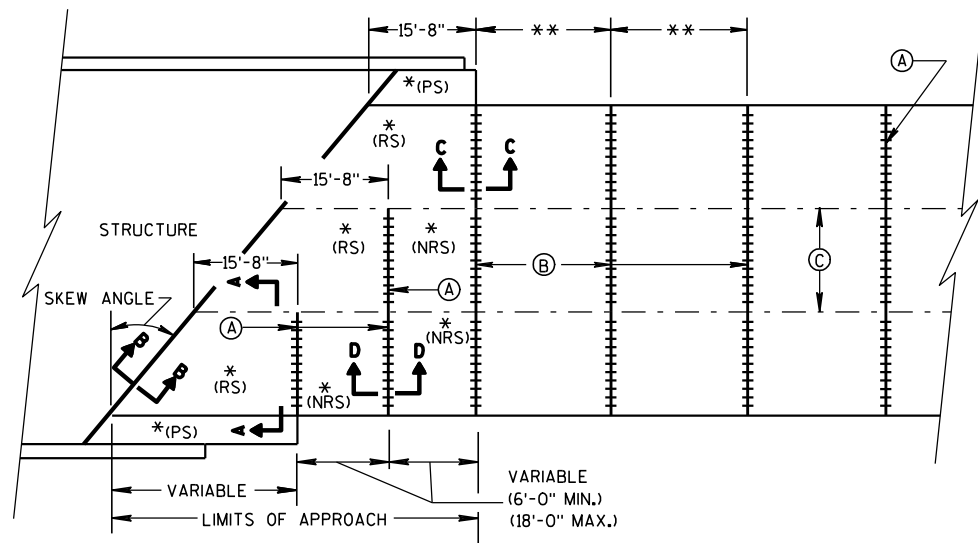 15'-8" ** **
A
*(PS)
*
(RS)
C C
15'-8"
STRUCTURE
*
(RS)
*
(NRS)
15'-8"
B
C
A
A
SKEW ANGLE
A
*
(NRS)
B
B
D D
*
(RS)
*
(NRS)
*(PS)
A
VARIABLE
VARIABLE
(6'-0" MIN.)
(18'-0" MAX.)
LIMITS OF APPROACH